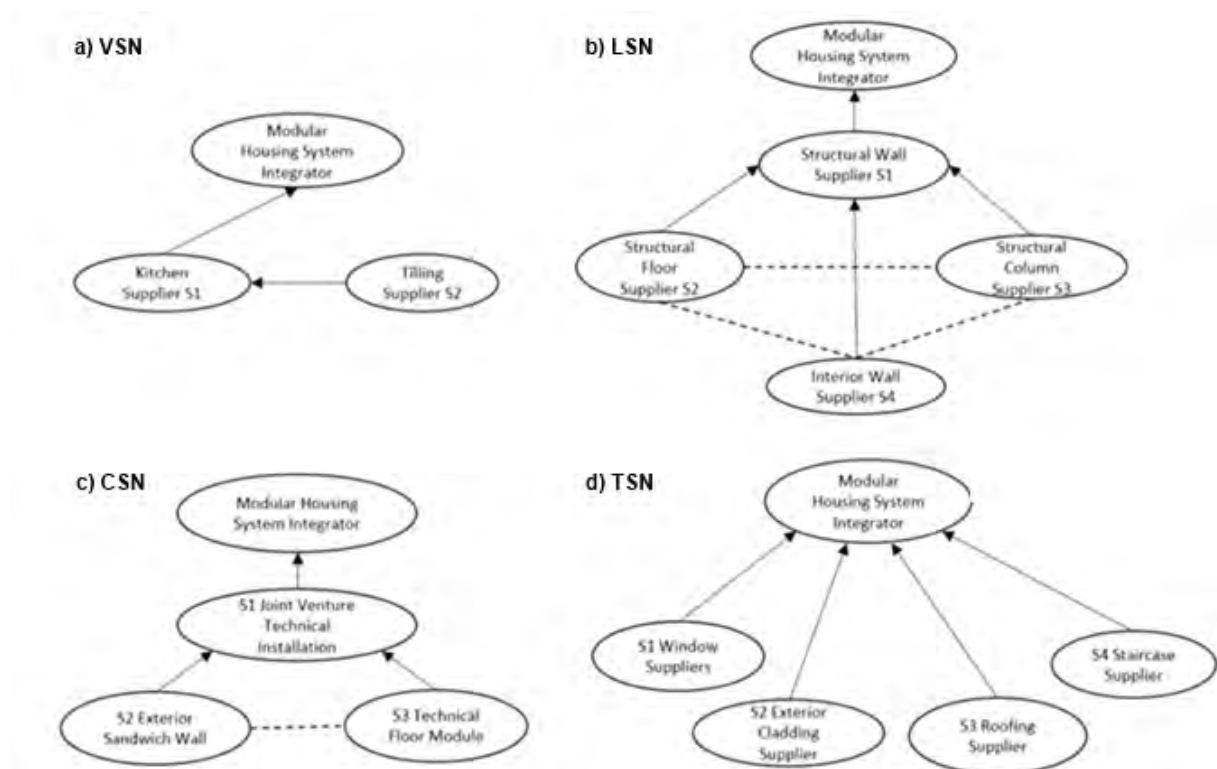 a) VSN
Modular
Housing System
Integrator
Kitchen
Supplier S1
Tilling
Supplier S2
b) LSN
Modular
Housing System
Integrator
Structural Wall
Supplier S1
Structural
Floor
Supplier S2
Structural
Column
Supplier S3
Interior Wall
Supplier S4
c) CSN
Modular Housing
System Integrator
S1 Joint Venture
Technical
Installation
S2 Exterior
Sandwich Wall
S3 Technical
Floor Module
d) TSN
Modular
Housing System
Integrator
S1 Window
Suppliers
S2 Exterior
Cladding
Supplier
S3 Roofing
Supplier
S4 Staircase
Supplier